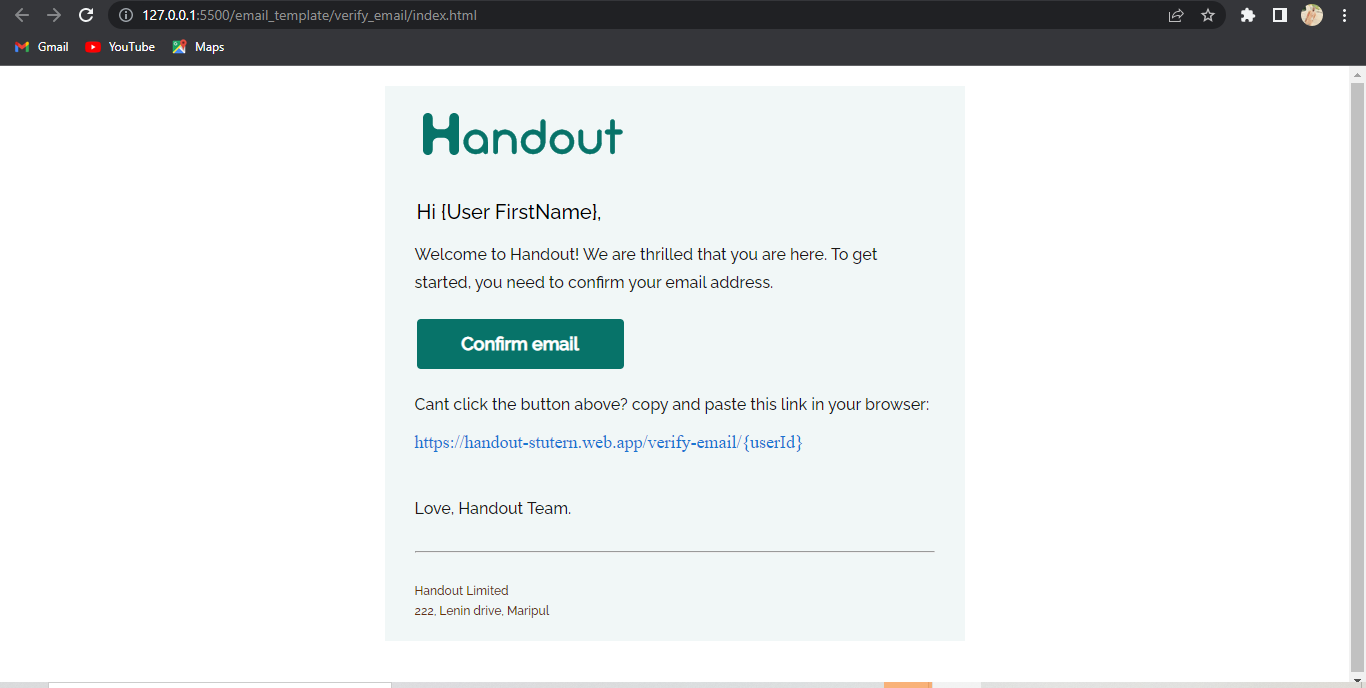 127.0.0.1:5500/email_template/verify_email/index.html
Gmail YouTube Maps
Handout
Hi {User FirstName},
Welcome to Handout! We are thrilled that you are here. To get
started, you need to confirm your email address.
Confirm email
Cant click the button above? copy and paste this link in your browser:
https://handout-stutern.web.app/verify-email/{userId}
Love, Handout Team.
Handout Limited
222, Lenin drive, Maripul